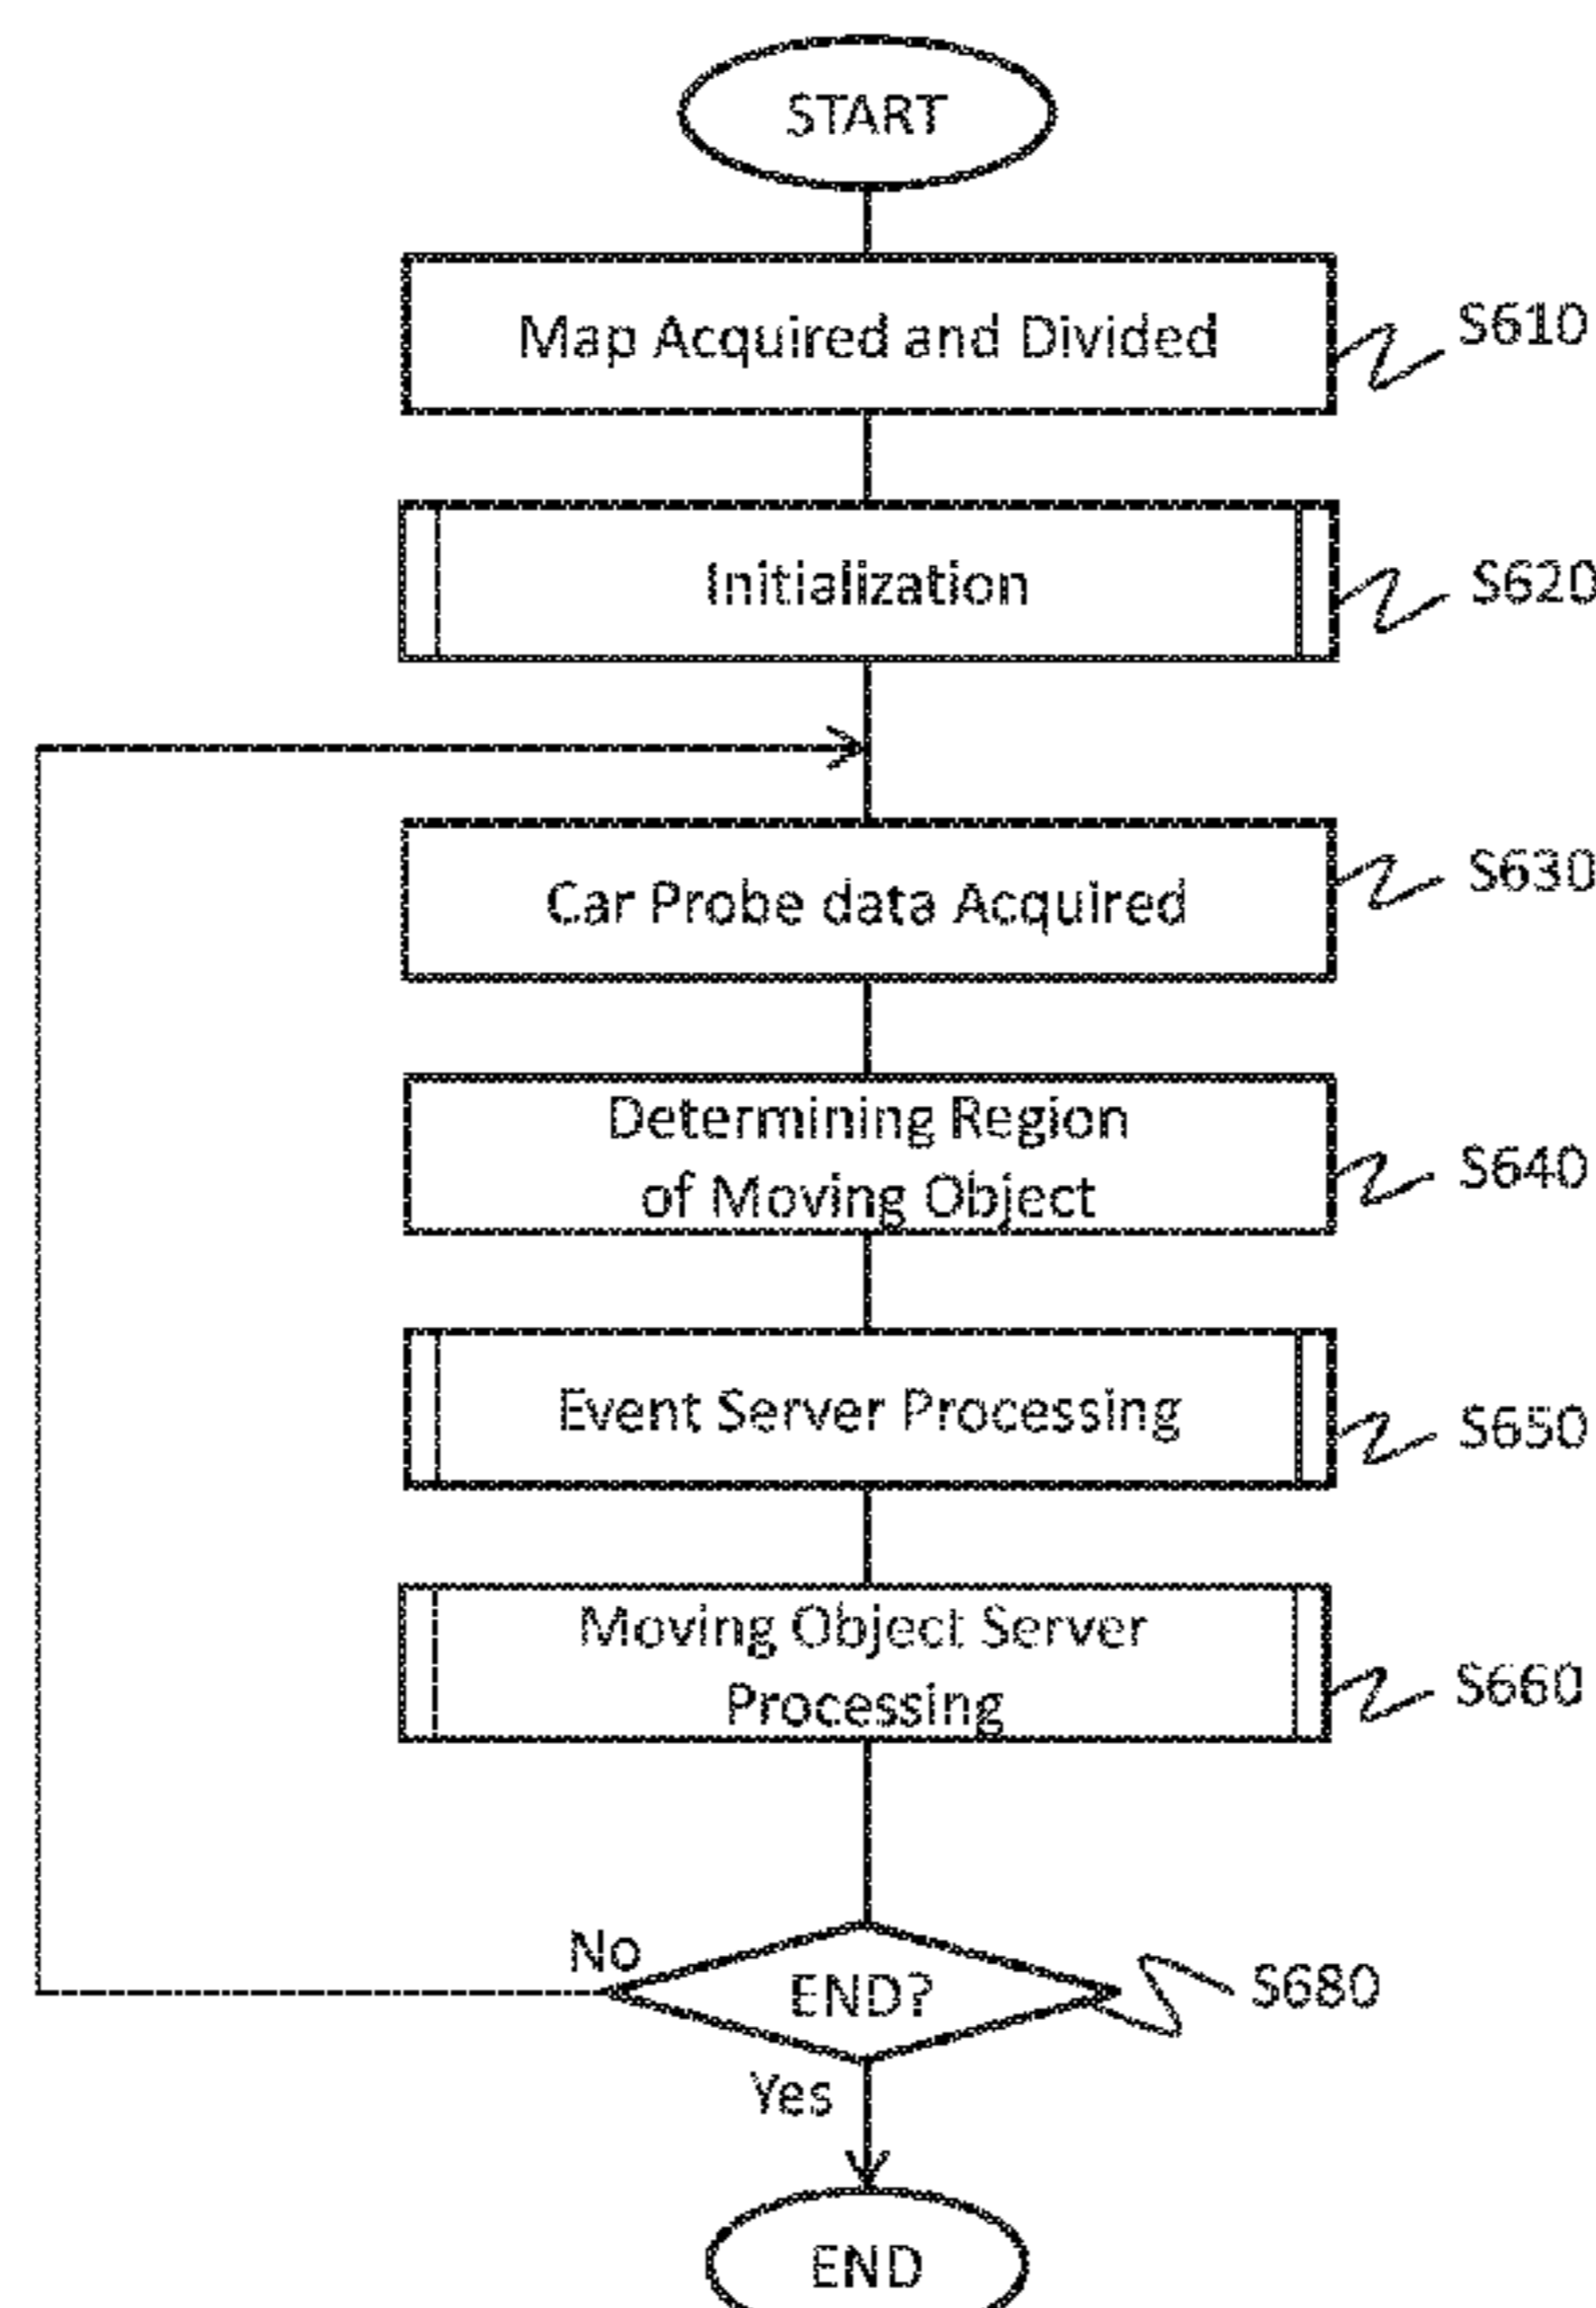 START
Map Acquired and Divided
S610
Initialization
S620
Car Probe data Acquired
S630
Determining Region
of Moving Object
S640
Event Server Processing
S650
Moving Object Server
Processing
S660
No
END?
S680
Yes
END